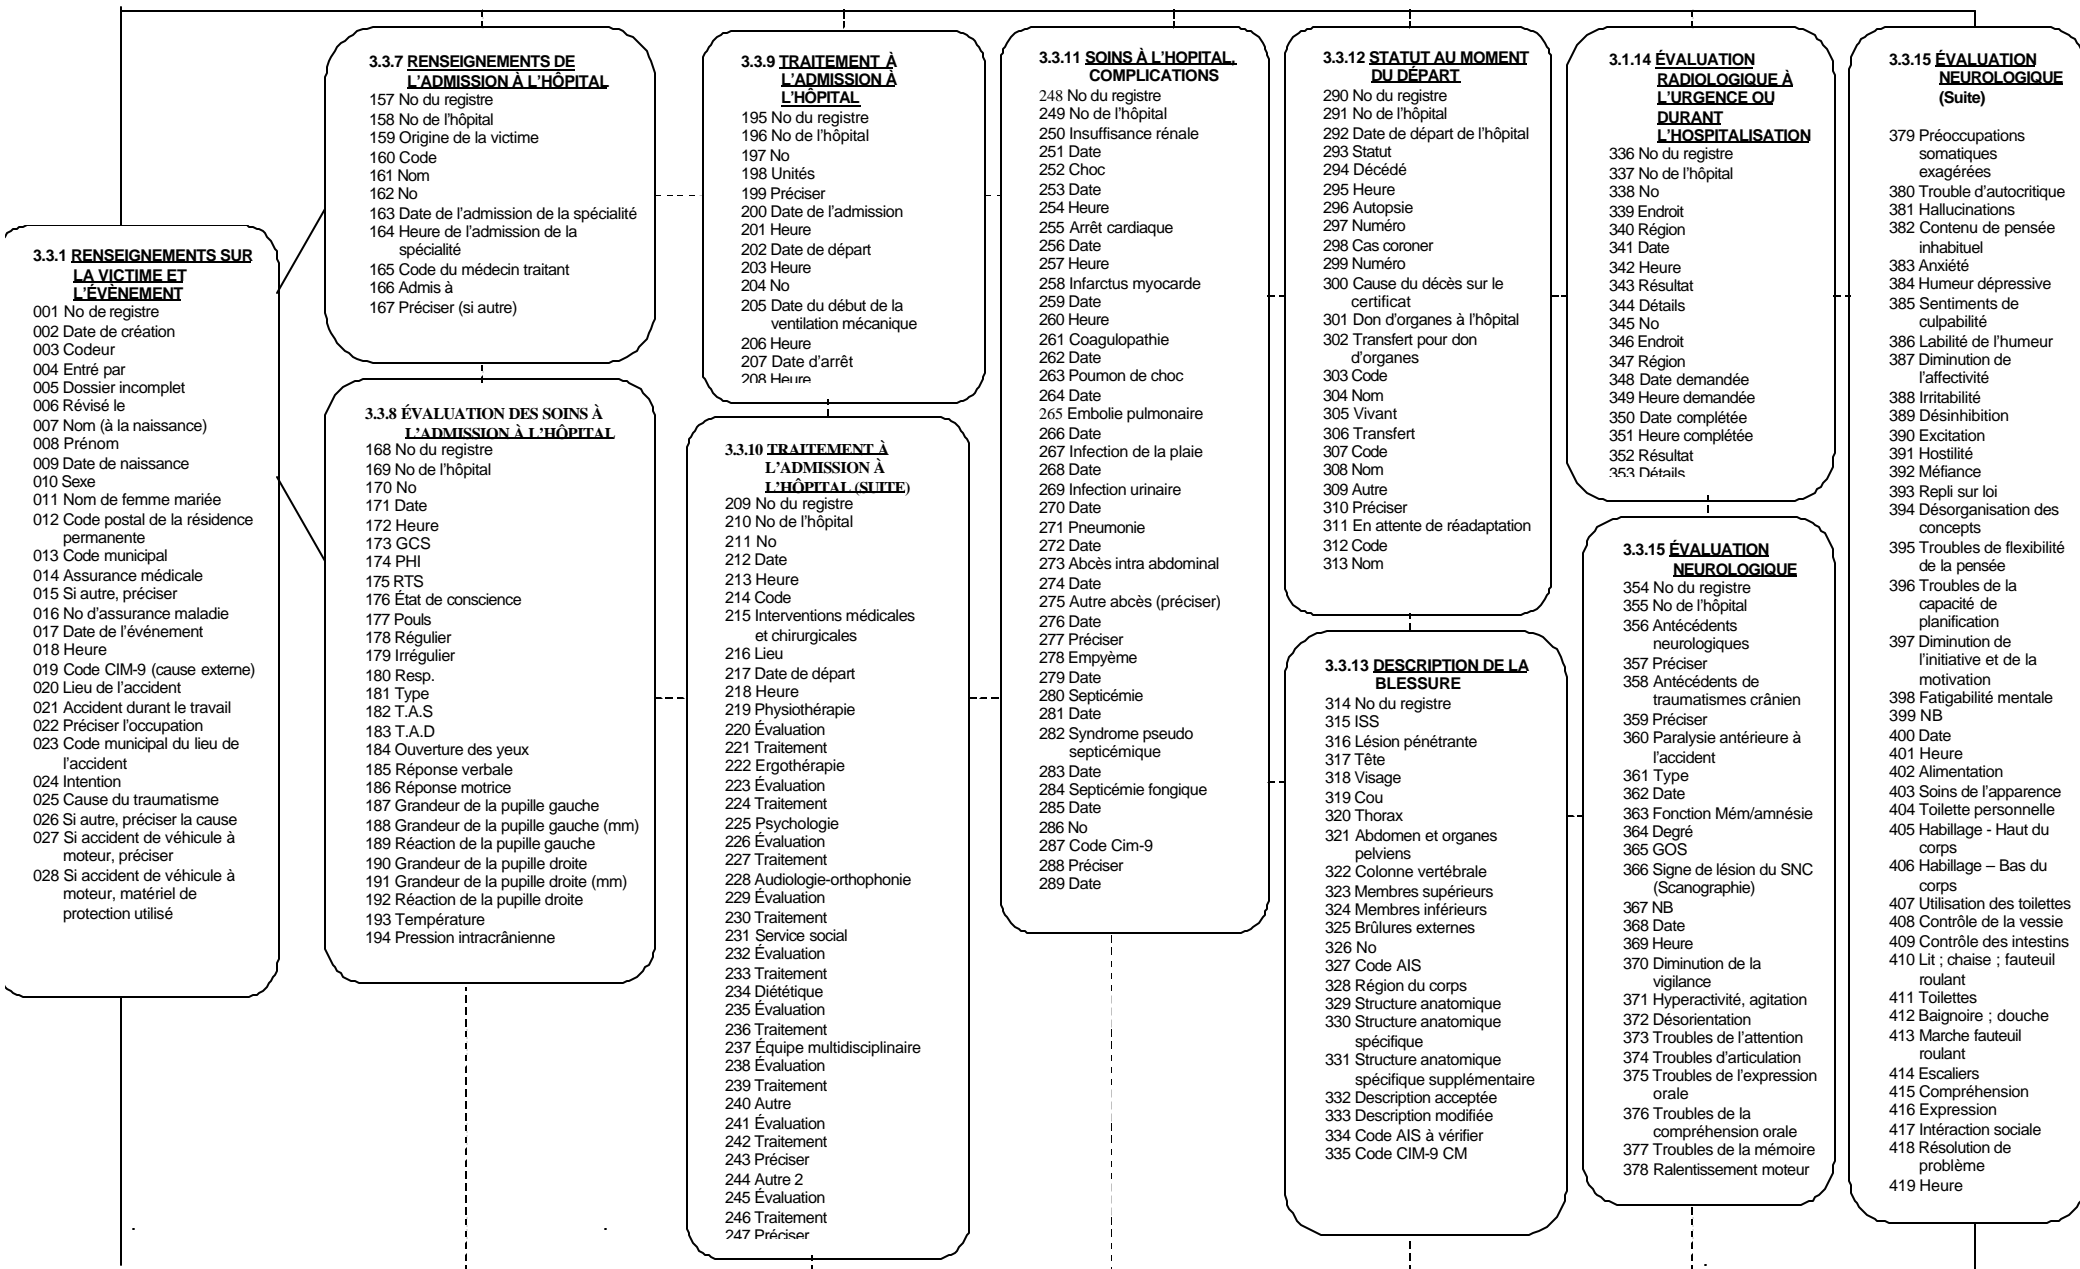 3.3.1 RENSEIGNEMENTS SUR
LA VICTIME ET
L'ÉVÈNEMENT
001 No de registre
002 Date de création
003 Codeur
004 Entré par
005 Dossier incomplet
006 Révisé le
007 Nom (à la naissance)
008 Prénom
009 Date de naissance
010 Sexe
011 Nom de femme mariée
012 Code postal de la résidence
permanente
013 Code municipal
014 Assurance médicale
015 Si autre, préciser
016 No d'assurance maladie
017 Date de l'événement
018 Heure
019 Code CIM-9 (cause externe)
020 Lieu de l'accident
021 Accident durant le travail
022 Préciser l'occupation
023 Code municipal du lieu de
l'accident
024 Intention
025 Cause du traumatisme
026 Si autre, préciser la cause
027 Si accident de véhicule à
moteur, préciser
028 Si accident de véhicule à
moteur, matériel de
protection utilisé
3.3.7 RENSEIGNEMENTS DE
L'ADMISSION À L'HÔPITAL
157 No du registre
158 No de l'hôpital
159 Origine de la victime
160 Code
161 Nom
162 No
163 Date de l'admission de la spécialité
164 Heure de l'admission de la
spécialité
165 Code du médecin traitant
166 Admis à
167 Préciser (si autre)
3.3.8 ÉVALUATION DES SOINS À
L'ADMISSION À L'HÔPITAL
168 No du registre
169 No de l'hôpital
170 No
171 Date
172 Heure
173 GCS
174 PHI
175 RTS
176 État de conscience
177 Pouls
178 Régulier
179 Irrégulier
180 Resp.
181 Type
182 T.A.S
183 T.A.D
184 Ouverture des yeux
185 Réponse verbale
186 Réponse motrice
187 Grandeur de la pupille gauche
188 Grandeur de la pupille gauche (mm)
189 Réaction de la pupille gauche
190 Grandeur de la pupille droite
191 Grandeur de la pupille droite (mm)
192 Réaction de la pupille droite
193 Température
194 Pression intracrânienne
3.3.9 TRAITEMENT À
L'ADMISSION À
L'HÔPITAL
195 No du registre
196 No de l'hôpital
197 No
198 Unités
199 Préciser
200 Date de l'admission
201 Heure
202 Date de départ
203 Heure
204 No
205 Date du début de la
ventilation mécanique
206 Heure
207 Date d'arrêt
208 Heure
3.3.10 TRAITEMENT À
L'ADMISSION À
L'HÔPITAL (SUITE)
209 No du registre
210 No de l'hôpital
211 No
212 Date
213 Heure
214 Code
215 Interventions médicales
et chirurgicales
216 Lieu
217 Date de départ
218 Heure
219 Physiothérapie
220 Évaluation
221 Traitement
222 Ergothérapie
223 Évaluation
224 Traitement
225 Psychologie
226 Évaluation
227 Traitement
228 Audiologie-orthophonie
229 Évaluation
230 Traitement
231 Service social
232 Évaluation
233 Traitement
234 Diététique
235 Évaluation
236 Traitement
237 Équipe multidisciplinaire
238 Évaluation
239 Traitement
240 Autre
241 Évaluation
242 Traitement
243 Préciser
244 Autre 2
245 Évaluation
246 Traitement
247 Préciser
3.3.11 SOINS À L'HOPITAL,
COMPLICATIONS
248 No du registre
249 No de l'hôpital
250 Insuffisance rénale
251 Date
252 Choc
253 Date
254 Heure
255 Arrêt cardiaque
256 Date
257 Heure
258 Infarctus myocarde
259 Date
260 Heure
261 Coagulopathie
262 Date
263 Poumon de choc
264 Date
265 Embolie pulmonaire
266 Date
267 Infection de la plaie
268 Date
269 Infection urinaire
270 Date
271 Pneumonie
272 Date
273 Abcès intra abdominal
274 Date
275 Autre abcès (préciser)
276 Date
277 Préciser
278 Empyème
279 Date
280 Septicémie
281 Date
282 Syndrome pseudo
septicémique
283 Date
284 Septicémie fongique
285 Date
286 No
287 Code Cim-9
288 Préciser
289 Date
3.3.12 STATUT AU MOMENT
DU DÉPART
290 No du registre
291 No de l'hôpital
292 Date de départ de l'hôpital
293 Statut
294 Décédé
295 Heure
296 Autopsie
297 Numéro
298 Cas coroner
299 Numéro
300 Cause du décès sur le
certificat
301 Don d'organes à l'hôpital
302 Transfert pour don
d'organes
303 Code
304 Nom
305 Vivant
306 Transfert
307 Code
308 Nom
309 Autre
310 Préciser
311 En attente de réadaptation
312 Code
313 Nom
3.3.13 DESCRIPTION DE LA
BLESSURE
314 No du registre
315 ISS
316 Lésion pénétrante
317 Tête
318 Visage
319 Cou
320 Thorax
321 Abdomen et organes
pelviens
322 Colonne vertébrale
323 Membres supérieurs
324 Membres inférieurs
325 Brûlures externes
326 No
327 Code AIS
328 Région du corps
329 Structure anatomique
330 Structure anatomique
spécifique
331 Structure anatomique
spécifique supplémentaire
332 Description acceptée
333 Description modifiée
334 Code AIS à vérifier
335 Code CIM-9 CM
3.1.14 ÉVALUATION
RADIOLOGIQUE À
L'URGENCE OU
DURANT
L'HOSPITALISATION
336 No du registre
337 No de l'hôpital
338 No
339 Endroit
340 Région
341 Date
342 Heure
343 Résultat
344 Détails
345 No
346 Endroit
347 Région
348 Date demandée
349 Heure demandée
350 Date complétée
351 Heure complétée
352 Résultat
353 Détails
3.3.15 ÉVALUATION
NEUROLOGIQUE
354 No du registre
355 No de l'hôpital
356 Antécédents
neurologiques
357 Préciser
358 Antécédents de
traumatismes crânien
359 Préciser
360 Paralysie antérieure à
l'accident
361 Type
362 Date
363 Fonction Mém/amnésie
364 Degré
365 GOS
366 Signe de lésion du SNC
(Scanographie)
367 NB
368 Date
369 Heure
370 Diminution de la
vigilance
371 Hyperactivité, agitation
372 Désorientation
373 Troubles de l'attention
374 Troubles d'articulation
375 Troubles de l'expression
orale
376 Troubles de la
compréhension orale
377 Troubles de la mémoire
378 Ralentissement moteur
3.3.15 ÉVALUATION
NEUROLOGIQUE
(Suite)
379 Préoccupations
somatiques
exagérées
380 Trouble d'autocritique
381 Hallucinations
382 Contenu de pensée
inhabituel
383 Anxiété
384 Humeur dépressive
385 Sentiments de
culpabilité
386 Labilité de l'humeur
387 Diminution de
l'affectivité
388 Irritabilité
389 Désinhibition
390 Excitation
391 Hostilité
392 Méfiance
393 Repli sur loi
394 Désorganisation des
concepts
395 Troubles de flexibilité
de la pensée
396 Troubles de la
capacité de
planification
397 Diminution de
l'initiative et de la
motivation
398 Fatigabilité mentale
399 NB
400 Date
401 Heure
402 Alimentation
403 Soins de l'apparence
404 Toilette personnelle
405 Habillage - Haut du
corps
406 Habillage – Bas du
corps
407 Utilisation des toilettes
408 Contrôle de la vessie
409 Contrôle des intestins
410 Lit ; chaise ; fauteuil
roulant
411 Toilettes
412 Baignoire ; douche
413 Marche fauteuil
roulant
414 Escaliers
415 Compréhension
416 Expression
417 Intéraction sociale
418 Résolution de
problème
419 Heure